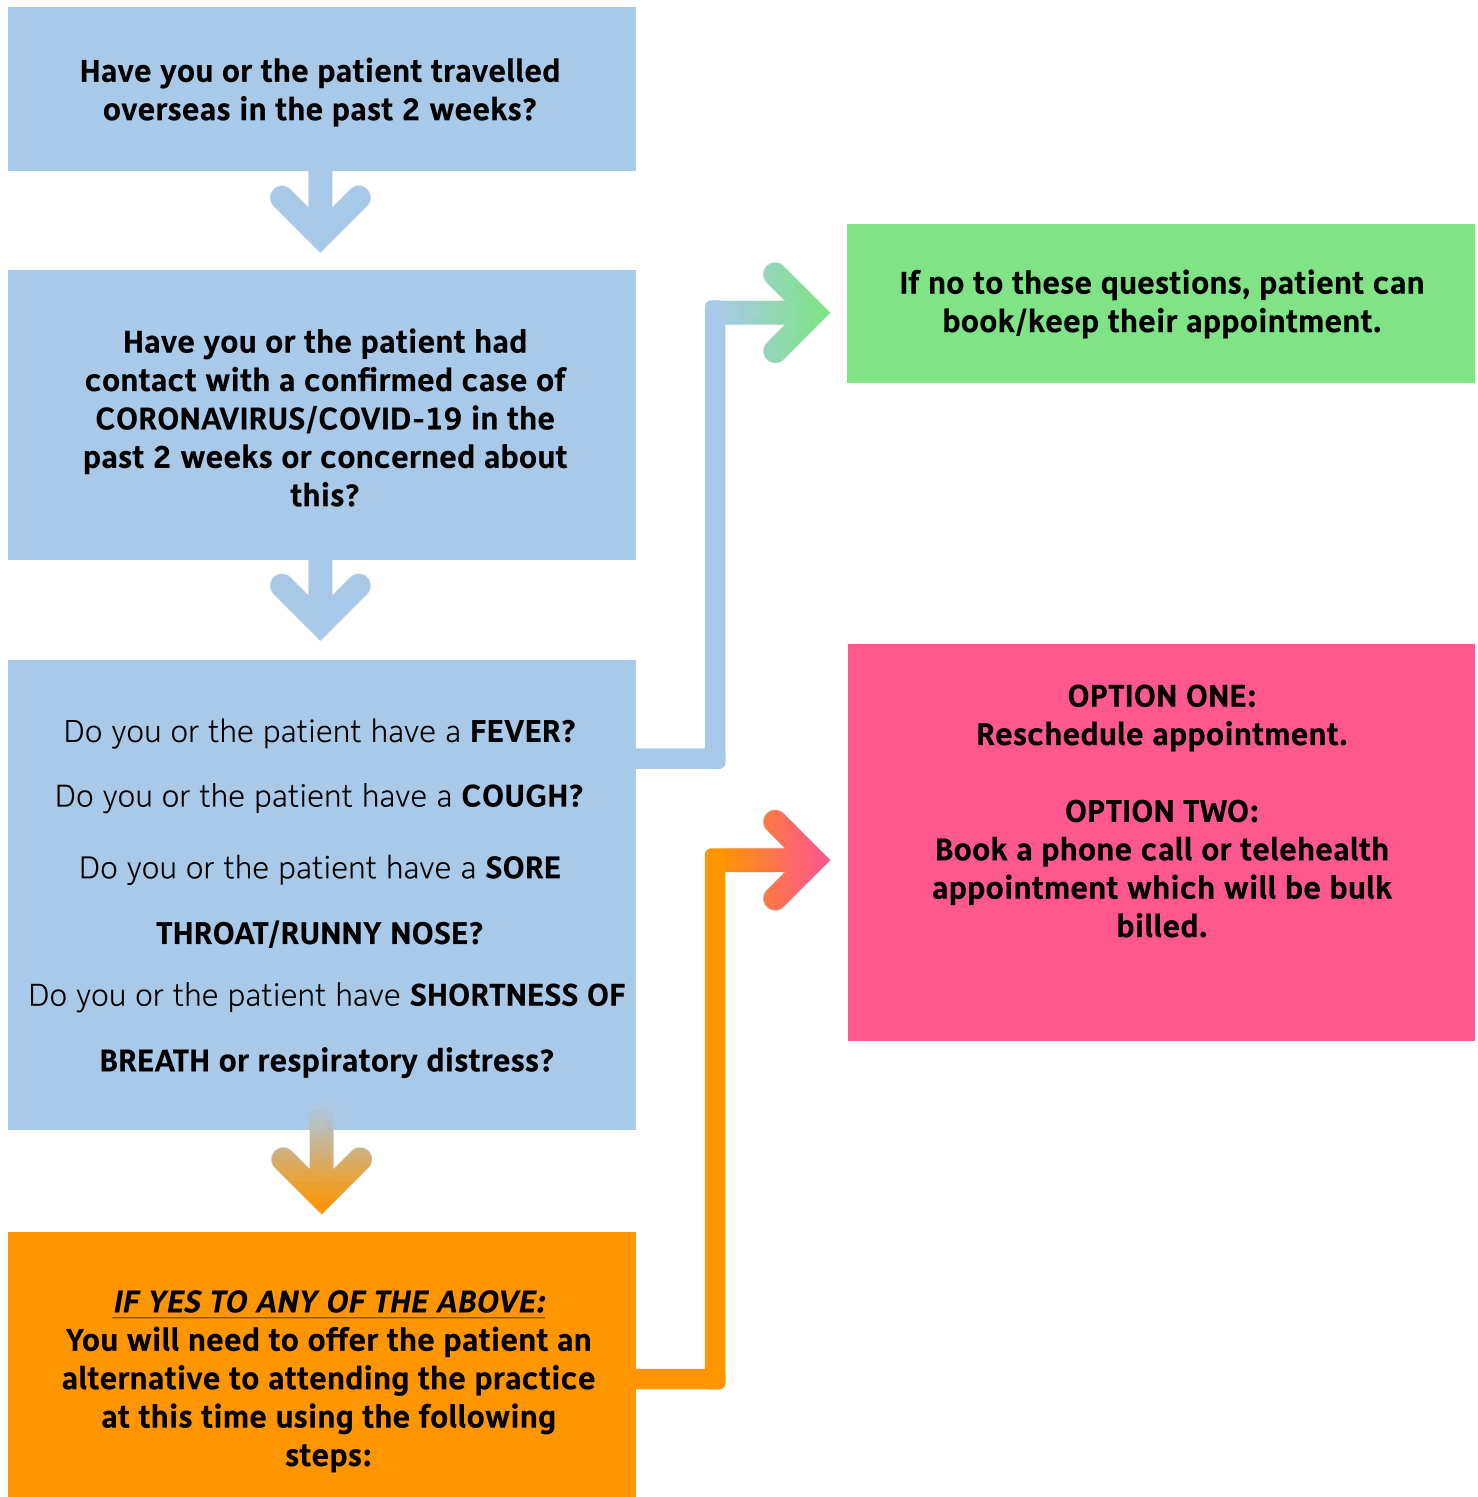 Have you or the patient travelled
overseas in the past 2 weeks?
Have you or the patient had
contact with a confirmed case of
CORONAVIRUS/COVID-19 in the
past 2 weeks or concerned about
this?
Do you or the patient have a FEVER?
Do you or the patient have a COUGH?
Do you or the patient have a SORE
THROAT/RUNNY NOSE?
Do you or the patient have SHORTNESS OF
BREATH or respiratory distress?
IF YES TO ANY OF THE ABOVE:
You will need to offer the patient an
alternative to attending the practice
at this time using the following
steps:
If no to these questions, patient can
book/keep their appointment.
OPTION ONE:
Reschedule appointment.
OPTION TWO:
Book a phone call or telehealth
appointment which will be bulk
billed.